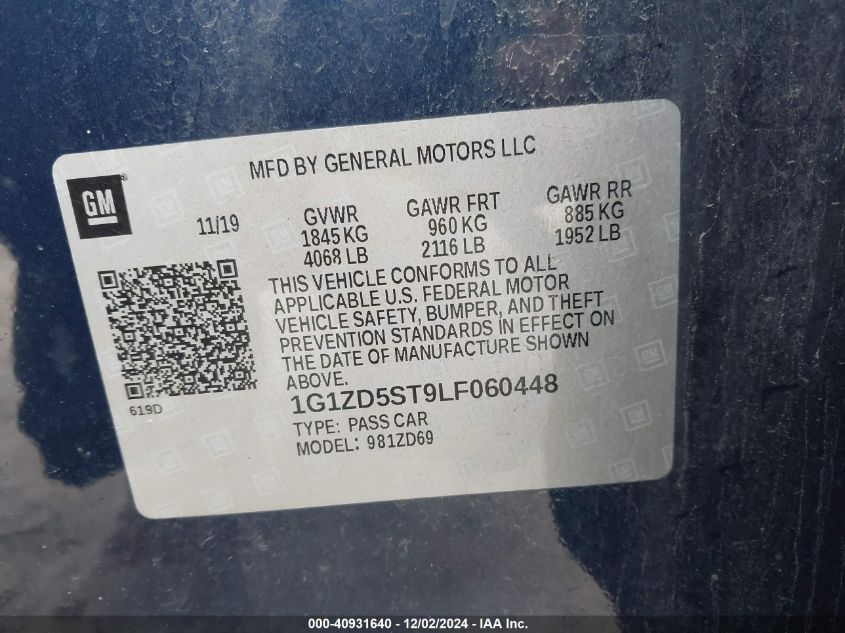 MFD BY GENERAL MOTORS LLC
GM
11/19
GVWR
1845 KG
4068 LB
GAWR FRT
960 KG
2116 LB
GAWR RR
885 KG
1952 LB
THIS VEHICLE CONFORMS TO ALL
APPLICABLE U.S. FEDERAL MOTOR
VEHICLE SAFETY, BUMPER, AND THEFT
PREVENTION STANDARDS IN EFFECT ON
THE DATE OF MANUFACTURE SHOWN
ABOVE.
619D
1G1ZD5ST9LF060448
TYPE: PASS CAR
MODEL: 981ZD69
000-40931640 - 12/02/2024 - IAA Inc.